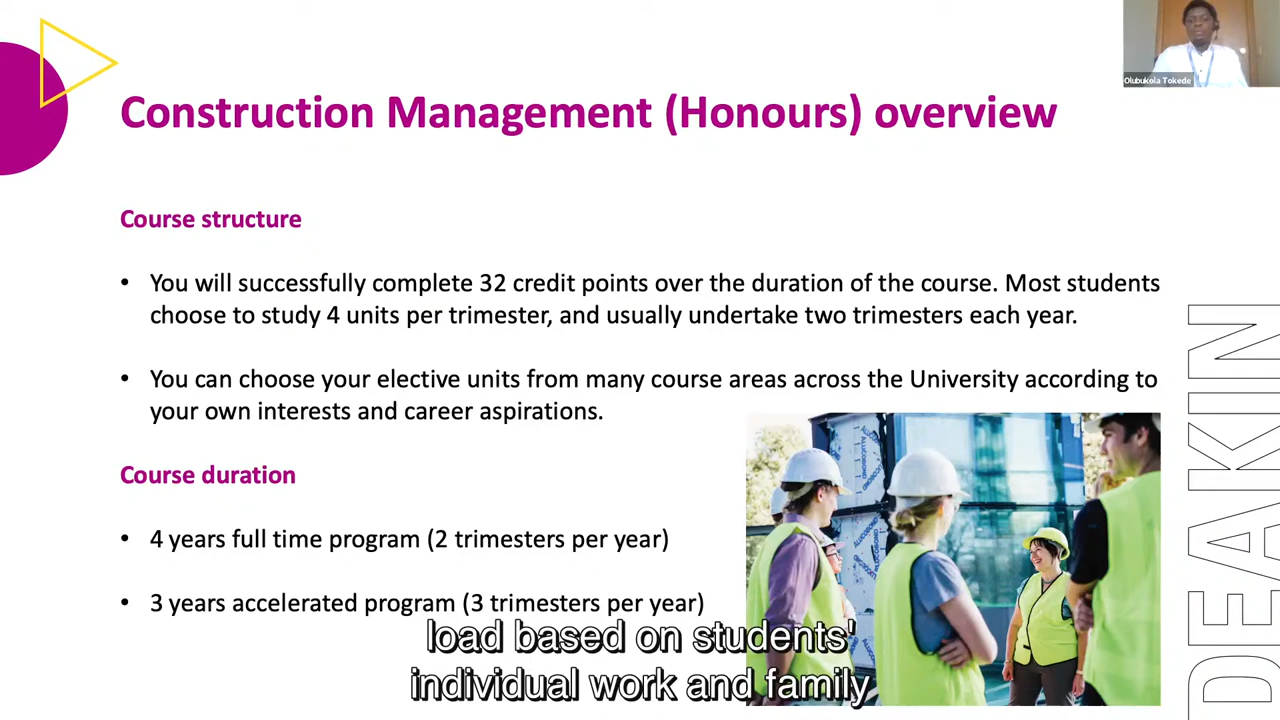 Olubukola Tokede
Construction Management (Honours) overview
Course structure
• You will successfully complete 32 credit points over the duration of the course. Most students
choose to study 4 units per trimester, and usually undertake two trimesters each year.
• You can choose your elective units from many course areas across the University according to
your own interests and career aspirations.
Course duration
• 4 years full time program (2 trimesters per year)
• 3 years accelerated program (3 trimesters per year)
load based on students'
individual work and family
DEAKIN
ALUCOBOND